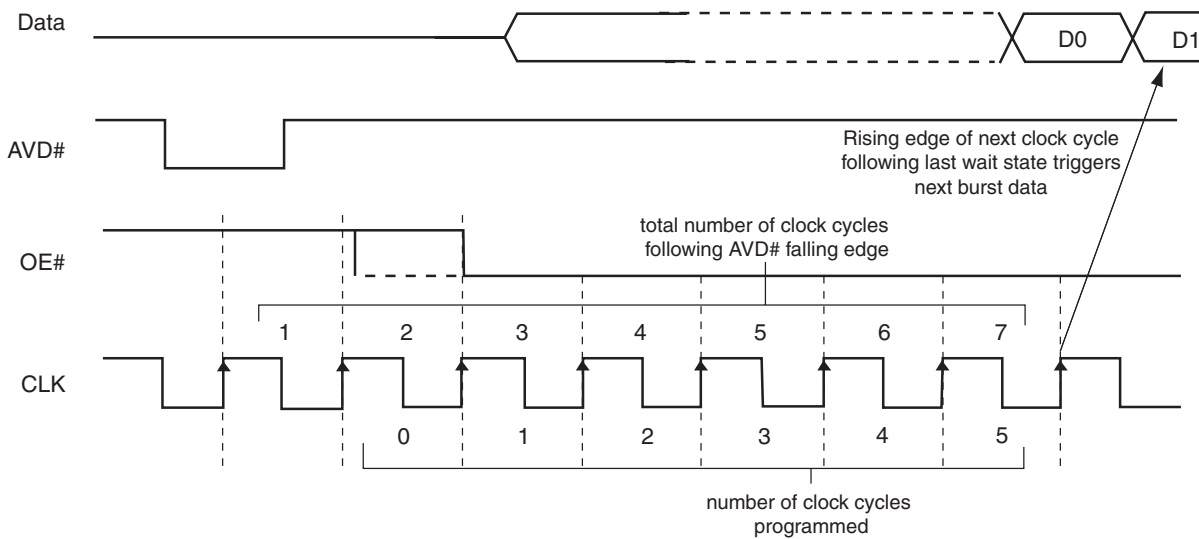 Data
D0
D1
AVD#
Rising edge of next clock cycle
following last wait state triggers
next burst data
total number of clock cycles
following AVD# falling edge
OE#
1 2 3 4 5 6 7
CLK
0 1 2 3 4 5
number of clock cycles
programmed